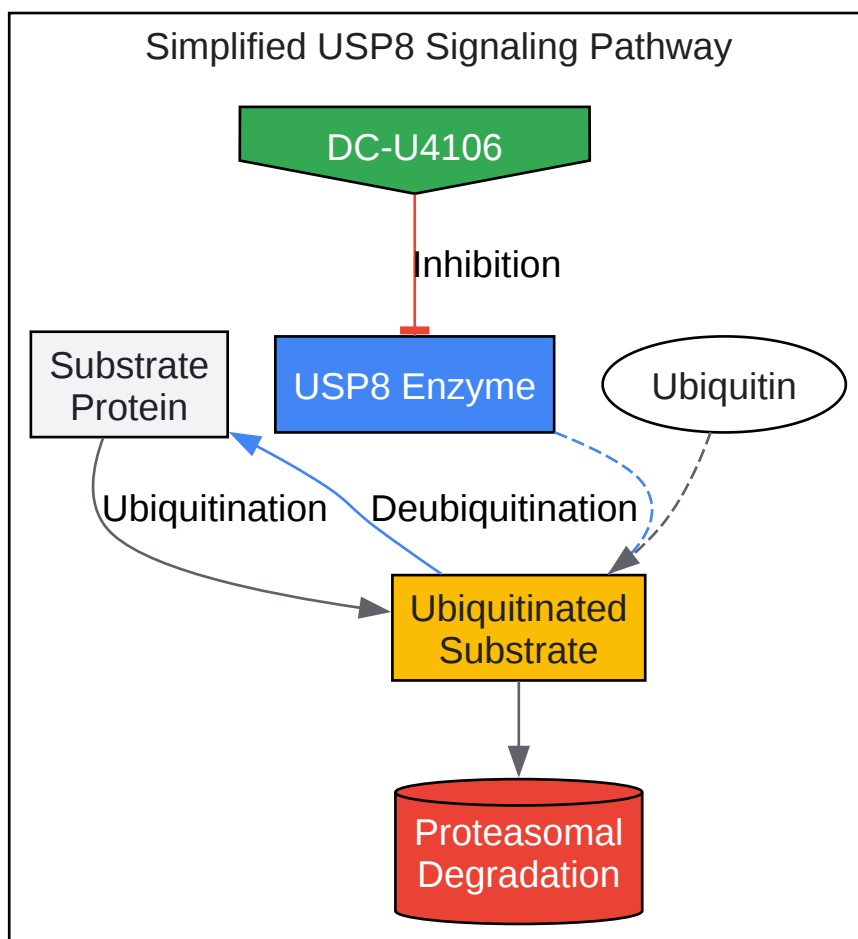 Simplified USP8 Signaling Pathway
DC-U4106
Inhibition
Substrate
Protein
USP8 Enzyme
Ubiquitin
Ubiquitination
Deubiquitination
Ubiquitinated
Substrate
Proteasomal
Degradation